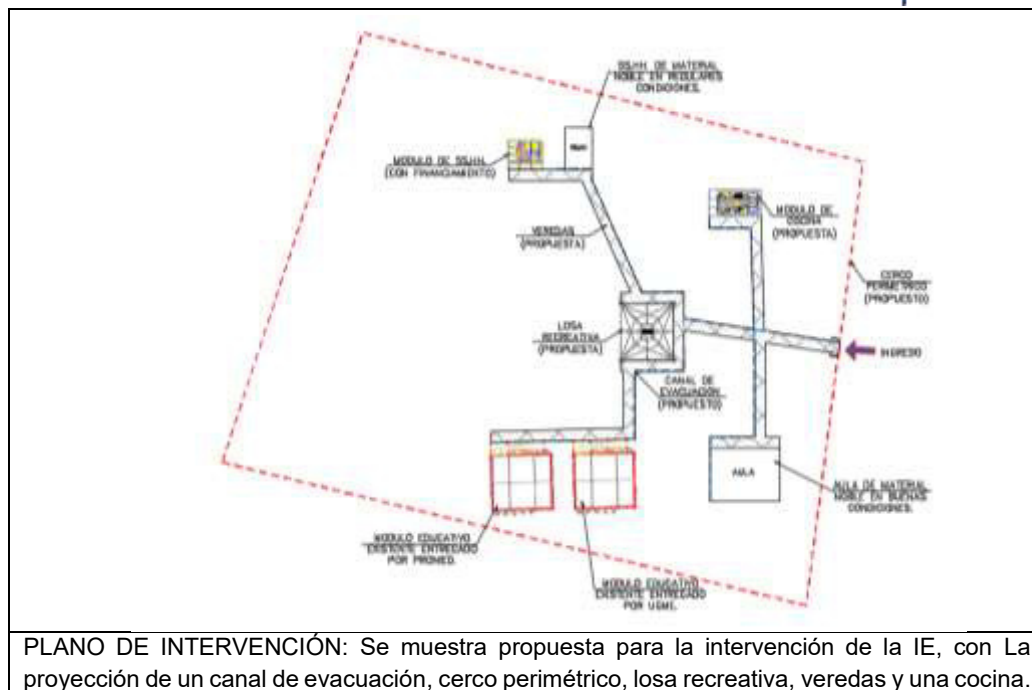 SS.HH. DE MATERIAL
NOBLE EN REGULARES
CONDICIONES.
MODULO DE SS.HH.
(CON FINANCIAMIENTO)
VEREDAS
(PROPUESTA)
MODULO DE
COCINA
(PROPUESTA)
CERCO
PERIMETRICO
(PROPUESTO)
LOSA
RECREATIVA
(PROPUESTA)
INGRESO
CANAL DE
EVACUACIÓN
(PROPUESTO)
AULA
AULA DE MATERIAL
NOBLE EN BUENAS
CONDICIONES.
MODULO EDUCATIVO
EXISTENTE ENTREGADO
POR PRONIED.
MODULO EDUCATIVO
EXISTENTE ENTREGADO
POR UGME.
PLANO DE INTERVENCIÓN: Se muestra propuesta para la intervención de la IE, con La
proyección de un canal de evacuación, cerco perimétrico, losa recreativa, veredas y una cocina.